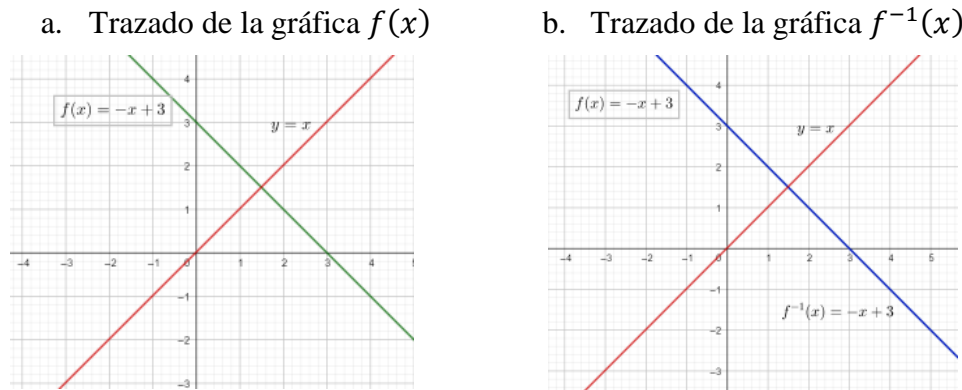 a. Trazado de la gráfica f(x)
b. Trazado de la gráfica f⁻¹(x)
4
f(x) = −x + 3
3
y = x
2
1
−4 −3 −2 −1 0 1 2 3 4
−1
−2
−3
4
f(x) = −x + 3
3
y = x
2
1
−4 −3 −2 −1 0 1 2 3 4 5
−1
f⁻¹(x) = −x + 3
−2
−3